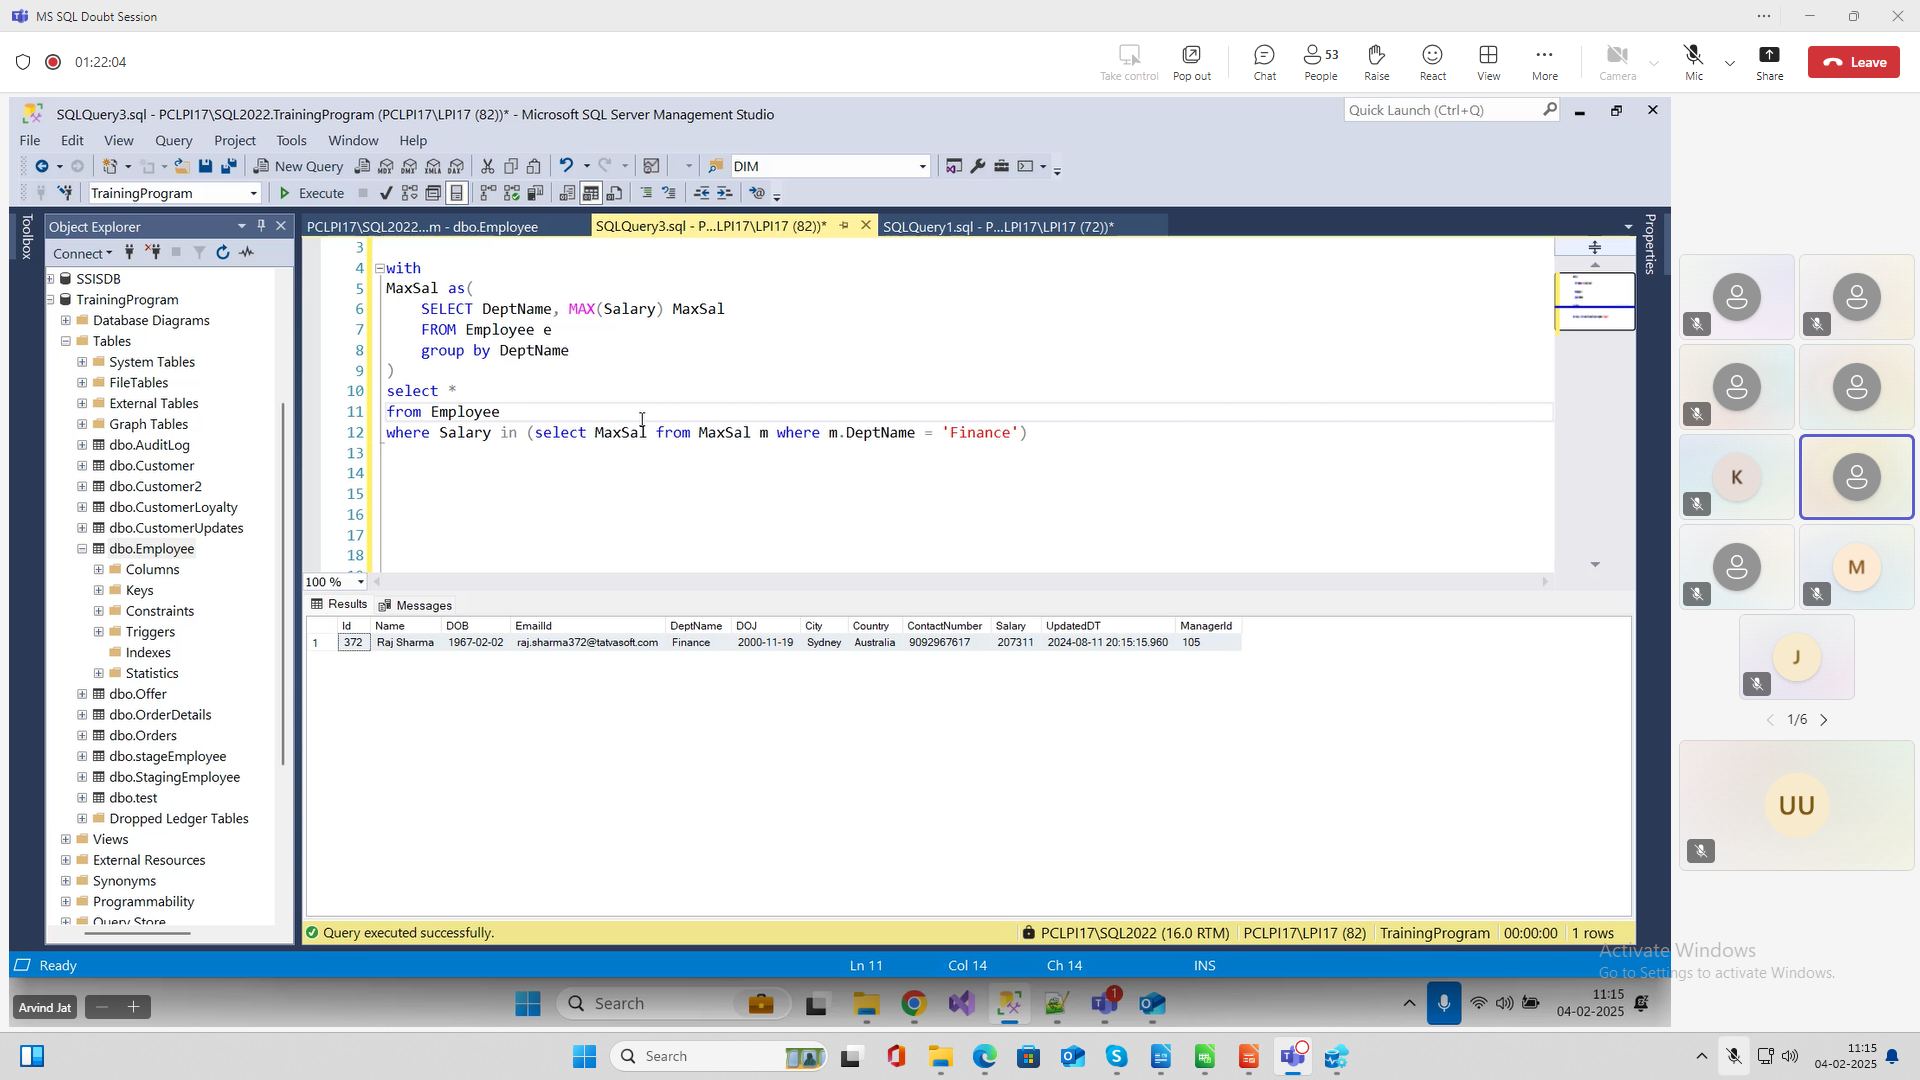 MS SQL Doubt Session
01:22:04
Take control
Pop out
Chat
53
People
Raise
React
View
More
Camera
Mic
Share
Leave
SQLQuery3.sql - PCLPI17\SQL2022.TrainingProgram (PCLPI17\LPI17 (82))* - Microsoft SQL Server Management Studio
Quick Launch (Ctrl+Q)
File Edit View Query Project Tools Window Help
New Query
MDX
DMX
XMLA
DAX
DIM
TrainingProgram
Execute
Toolbox
Object Explorer
PCLPI17\SQL2022...m - dbo.Employee
SQLQuery3.sql - P...LPI17\LPI17 (82))*
SQLQuery1.sql - P...LPI17\LPI17 (72))*
Properties
Connect
SSISDB
TrainingProgram
Database Diagrams
Tables
System Tables
FileTables
External Tables
Graph Tables
dbo.AuditLog
dbo.Customer
dbo.Customer2
dbo.CustomerLoyalty
dbo.CustomerUpdates
dbo.Employee
Columns
Keys
Constraints
Triggers
Indexes
Statistics
dbo.Offer
dbo.OrderDetails
dbo.Orders
dbo.stageEmployee
dbo.StagingEmployee
dbo.test
Dropped Ledger Tables
Views
External Resources
Synonyms
Programmability
Query Store
3
4 with
5 MaxSal as(
6 SELECT DeptName, MAX(Salary) MaxSal
7 FROM Employee e
8 group by DeptName
9 )
10 select *
11 from Employee
12 where Salary in (select MaxSal from MaxSal m where m.DeptName = 'Finance')
13
14
15
16
17
18
100 %
Results Messages
Id Name DOB EmailId DeptName DOJ City Country ContactNumber Salary UpdatedDT ManagerId
1 372 Raj Sharma 1967-02-02 raj.sharma372@tatvasoft.com Finance 2000-11-19 Sydney Australia 9092967617 207311 2024-08-11 20:15:15.960 105
Query executed successfully.
PCLPI17\SQL2022 (16.0 RTM) PCLPI17\LPI17 (82) TrainingProgram 00:00:00 1 rows
Ready
Ln 11 Col 14 Ch 14 INS
K
M
J
1/6
UU
Activate Windows
Go to Settings to activate Windows.
Arvind Jat
Search
1
11:15
04-02-2025
Search
11:15
04-02-2025